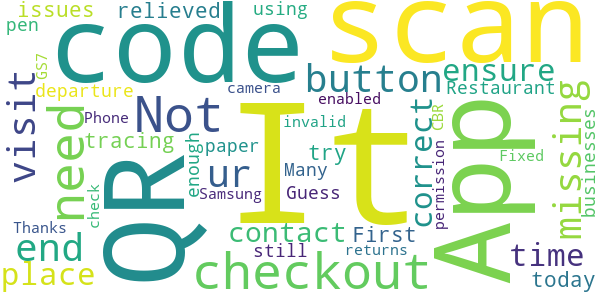 issues
relieved
using
pen
code
scan
GS7
departure
camera
button
ensure
Restaurant
visit
Not
enabled
It
App
need
tracing
Phone
invalid
correct
CBR
missing
businesses
QR
enough
paper
try
ur
Many
Samsung
Guess
permission
Fixed
check
Thanks
end
contact
First
still
returns
time
place
checkout
today